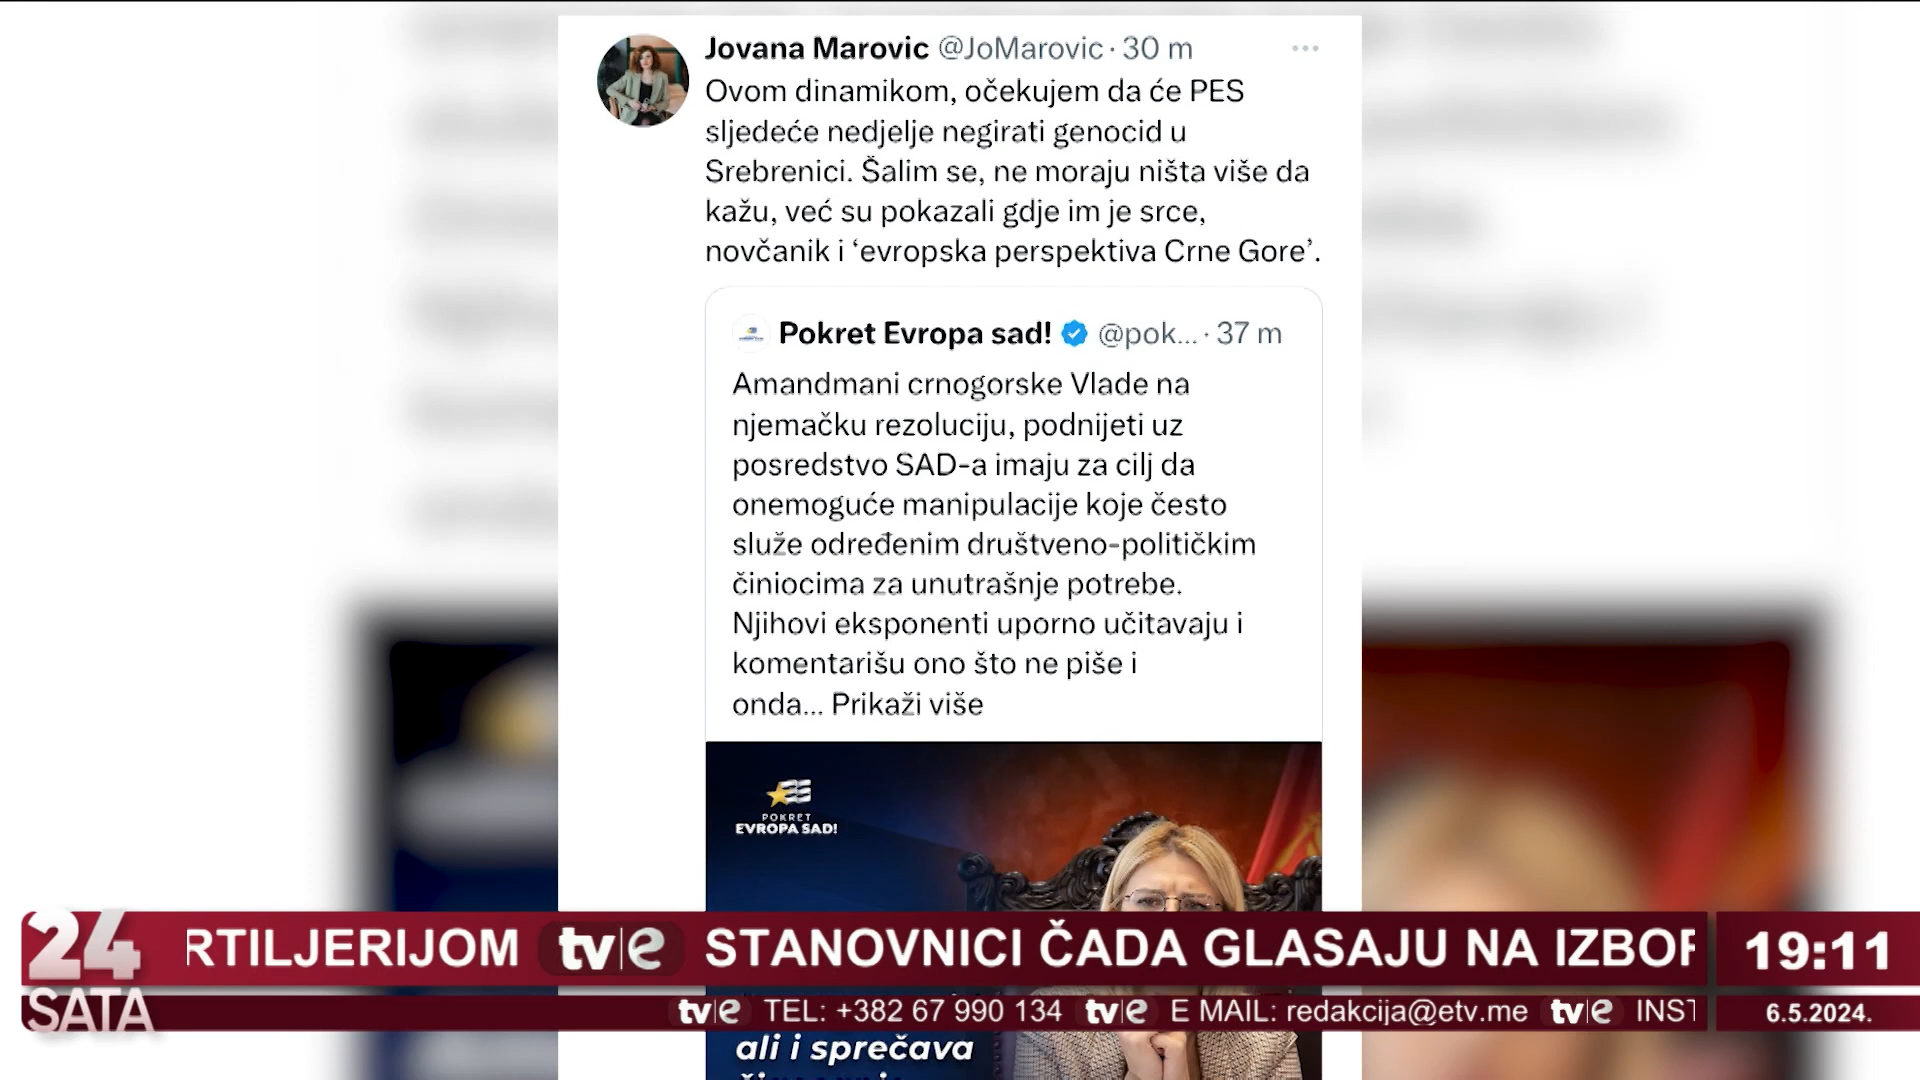 Jovana Marovic @JoMarovic · 30 m
Ovom dinamikom, očekujem da će PES
sljedeće nedjelje negirati genocid u
Srebrenici. Šalim se, ne moraju ništa više da
kažu, već su pokazali gdje im je srce,
novčanik i ‘evropska perspektiva Crne Gore’.
Pokret Evropa sad! @pok... · 37 m
Amandmani crnogorske Vlade na
njemačku rezoluciju, podnijeti uz
posredstvo SAD-a imaju za cilj da
onemoguće manipulacije koje često
služe određenim društveno-političkim
činiocima za unutrašnje potrebe.
Njihovi eksponenti uporno učitavaju i
komentarišu ono što ne piše i
onda... Prikaži više
POKRET
EVROPA SAD!
24
SATA
RTILJERIJOM tv|e STANOVNICI ČADA GLASAJU NA IZBOR
19:11
tv|e TEL: +382 67 990 134 tv|e E MAIL: redakcija@etv.me tv|e INST
6.5.2024.
ali i sprečava